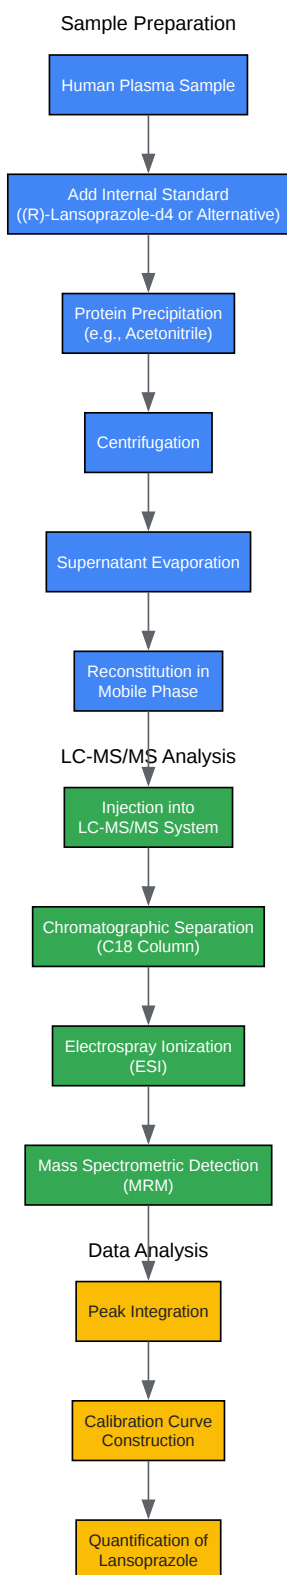 Sample Preparation
Human Plasma Sample
Add Internal Standard
((R)-Lansoprazole-d4 or Alternative)
Protein Precipitation
(e.g., Acetonitrile)
Centrifugation
Supernatant Evaporation
Reconstitution in
Mobile Phase
LC-MS/MS Analysis
Injection into
LC-MS/MS System
Chromatographic Separation
(C18 Column)
Electrospray Ionization
(ESI)
Mass Spectrometric Detection
(MRM)
Data Analysis
Peak Integration
Calibration Curve
Construction
Quantification of
Lansoprazole